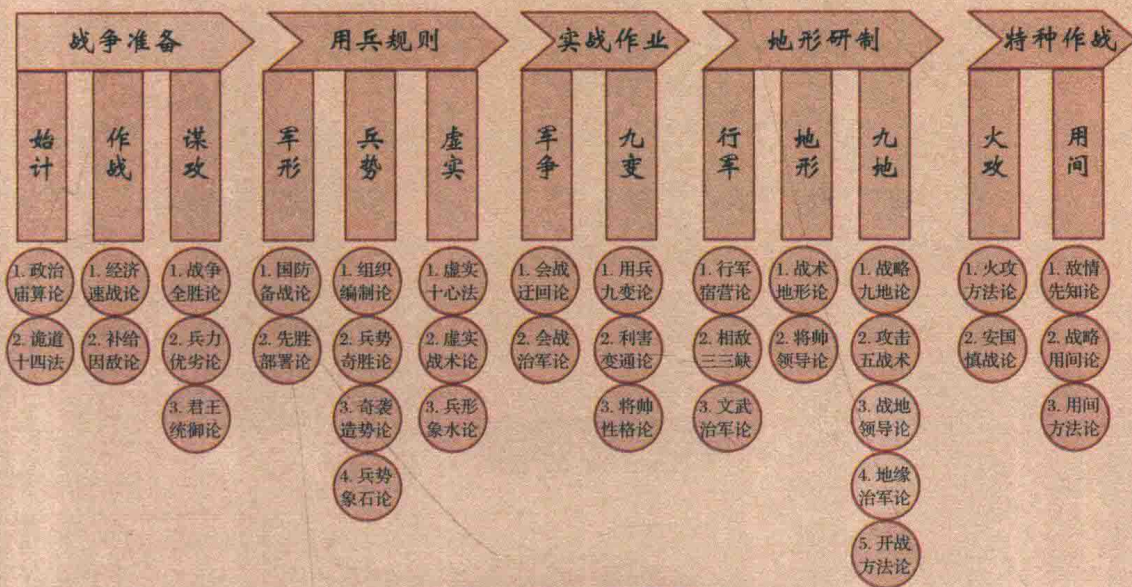 战争准备
用兵规则
实战作业
地形研制
特种作战
始计
作战
谋攻
军形
兵势
虚实
军争
九变
行军
地形
九地
火攻
用间
1. 政治
庙算论
2. 诡道
十四法
1. 经济
速战论
2. 补给
因敌论
1. 战争
全胜论
2. 兵力
优劣论
3. 君王
统御论
1. 国防
备战论
2. 先胜
部署论
1. 组织
编制论
2. 兵势
奇胜论
3. 奇袭
造势论
4. 兵势
象石论
1. 虚实
十心法
2. 虚实
战术论
3. 兵形
象水论
1. 会战
迂回论
2. 会战
治军论
1. 用兵
九变论
2. 利害
变通论
3. 将帅
性格论
1. 行军
宿营论
2. 相敌
三三缺
3. 文武
治军论
1. 战术
地形论
2. 将帅
领导论
1. 战略
九地论
2. 攻击
五战术
3. 战地
领导论
4. 地缘
治军论
5. 开战
方法论
1. 火攻
方法论
2. 安国
慎战论
1. 敌情
先知论
2. 战略
用间论
3. 用间
方法论